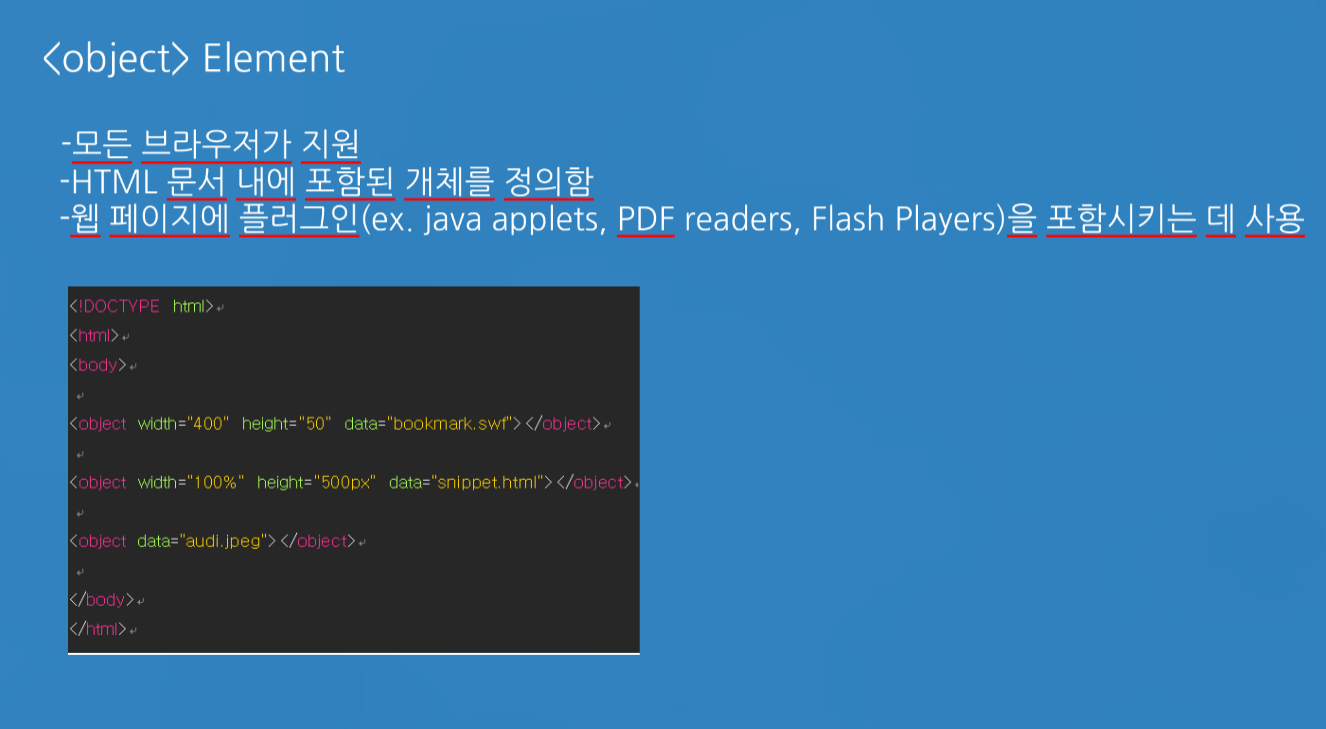 <object> Element
-모든 브라우저가 지원
-HTML 문서 내에 포함된 개체를 정의함
-웹 페이지에 플러그인(ex. java applets, PDF readers, Flash Players)을 포함시키는 데 사용
<!DOCTYPE html>
<html>
<body>
<object width="400" height="50" data="bookmark.swf"></object>
<object width="100%" height="500px" data="snippet.html"></object>
<object data="audi.jpeg"></object>
</body>
</html>